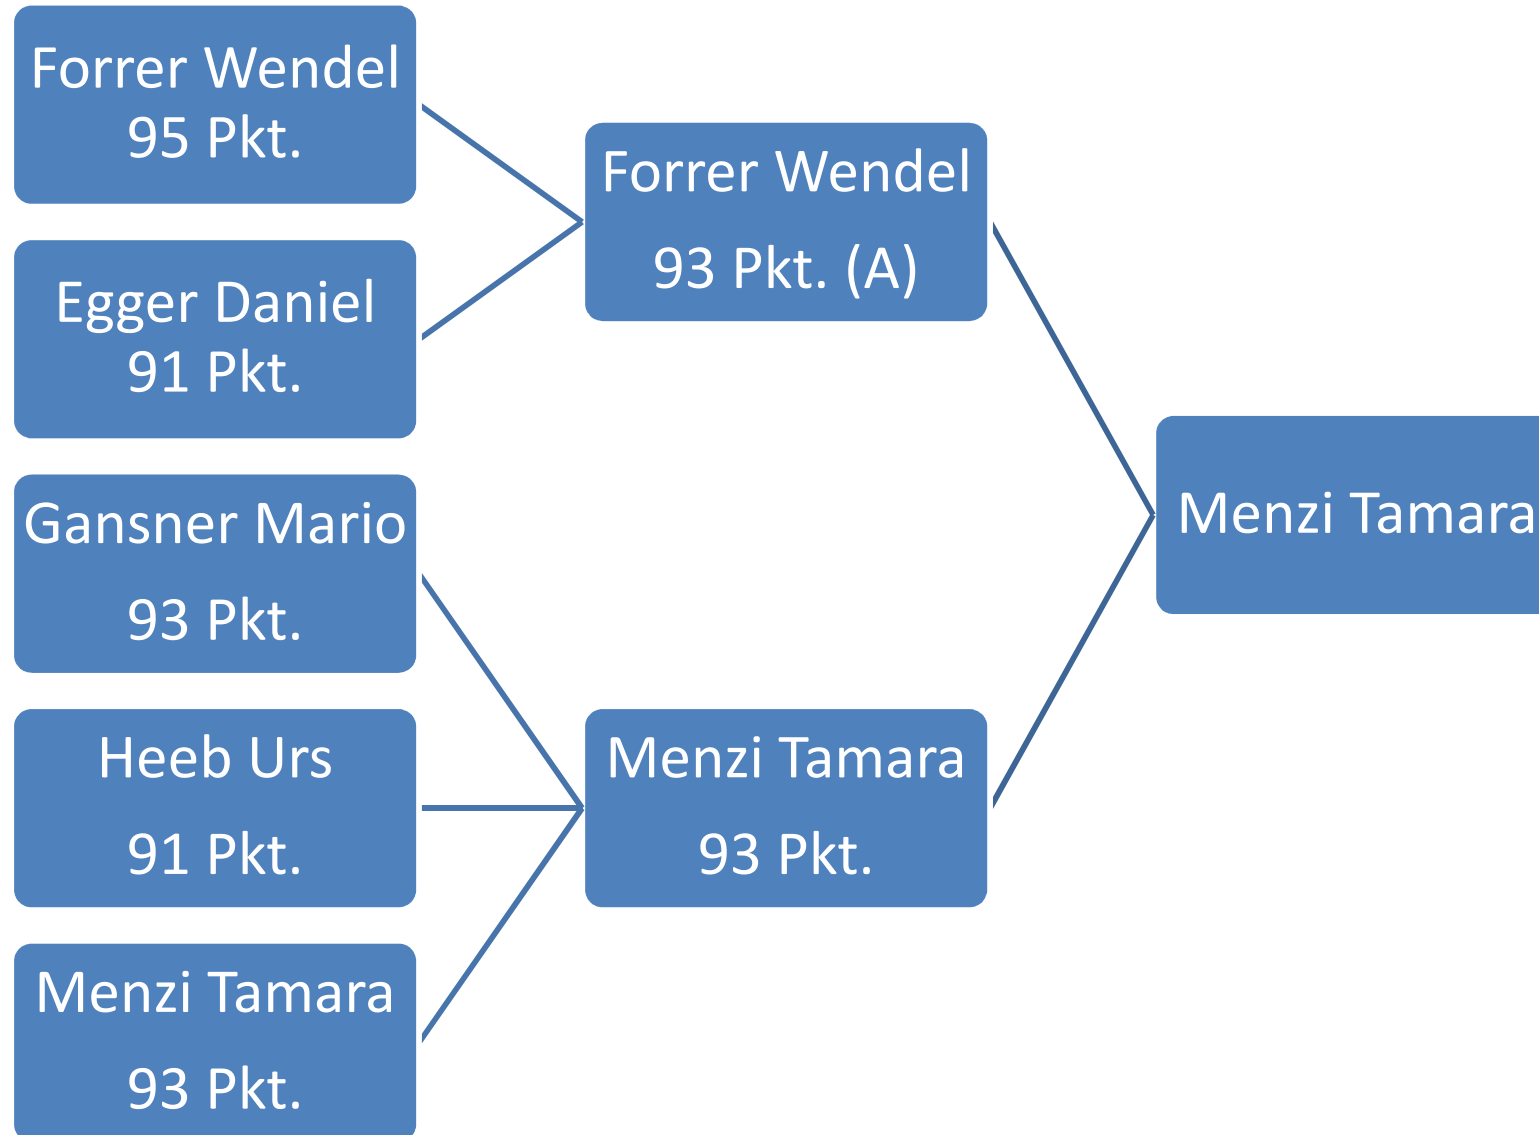 Forrer Wendel
95 Pkt.
Egger Daniel
91 Pkt.
Gansner Mario
93 Pkt.
Heeb Urs
91 Pkt.
Menzi Tamara
93 Pkt.
Forrer Wendel
93 Pkt. (A)
Menzi Tamara
93 Pkt.
Menzi Tamara